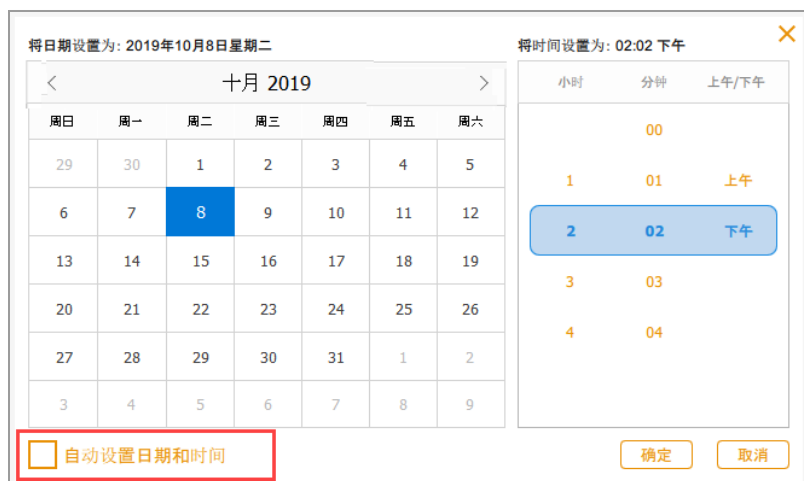 将日期设置为: 2019年10月8日星期二
十月 2019
周日 周一 周二 周三 周四 周五 周六
29 30 1 2 3 4 5
6 7 8 9 10 11 12
13 14 15 16 17 18 19
20 21 22 23 24 25 26
27 28 29 30 31 1 2
3 4 5 6 7 8 9
自动设置日期和时间
将时间设置为: 02:02 下午
小时 分钟 上午/下午
00
1 01 上午
2 02 下午
3 03
4 04
确定 取消